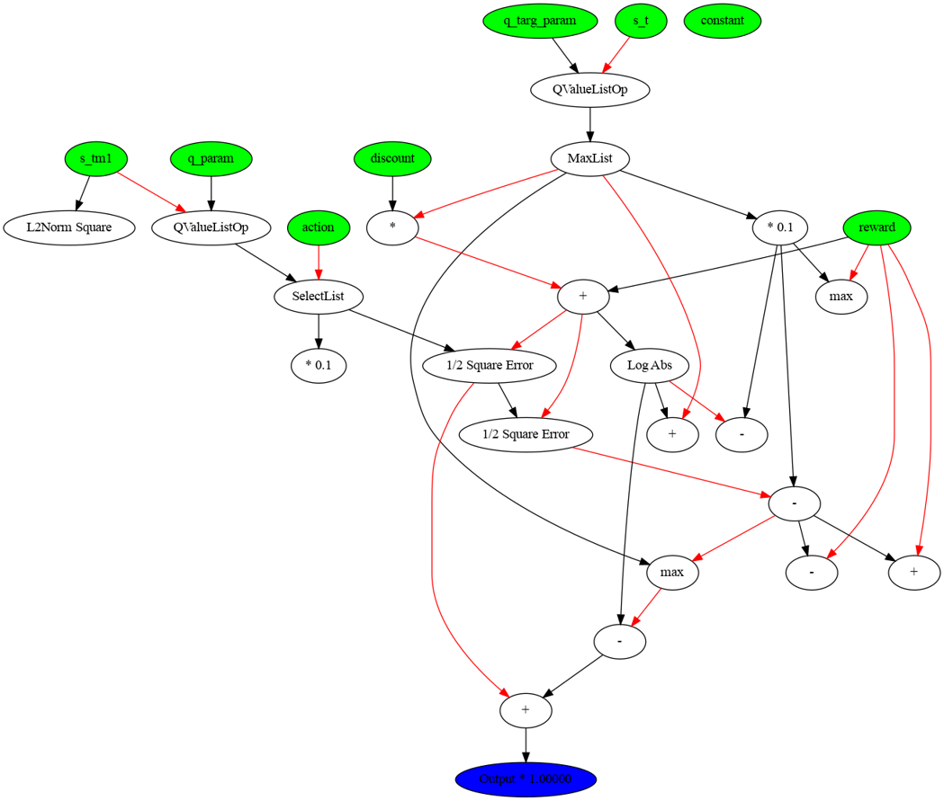 q_targ_param s_t constant
QValueListOp
s_tm1 q_param discount MaxList
L2Norm Square QValueListOp action * * 0.1 reward
SelectList + max
* 0.1 1/2 Square Error Log Abs
1/2 Square Error + -
-
max - +
-
+
Output * 1.00000